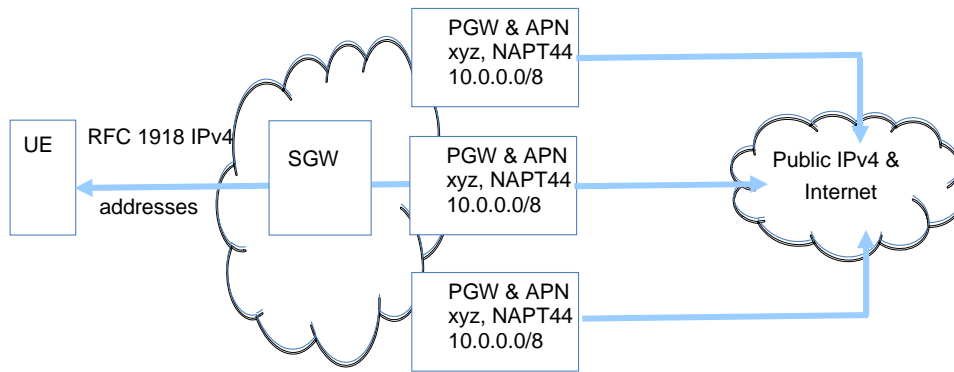 PGW & APN
xyz, NAPT44
10.0.0.0/8
UE
RFC 1918 IPv4
addresses
SGW
PGW & APN
xyz, NAPT44
10.0.0.0/8
Public IPv4 &
Internet
PGW & APN
xyz, NAPT44
10.0.0.0/8